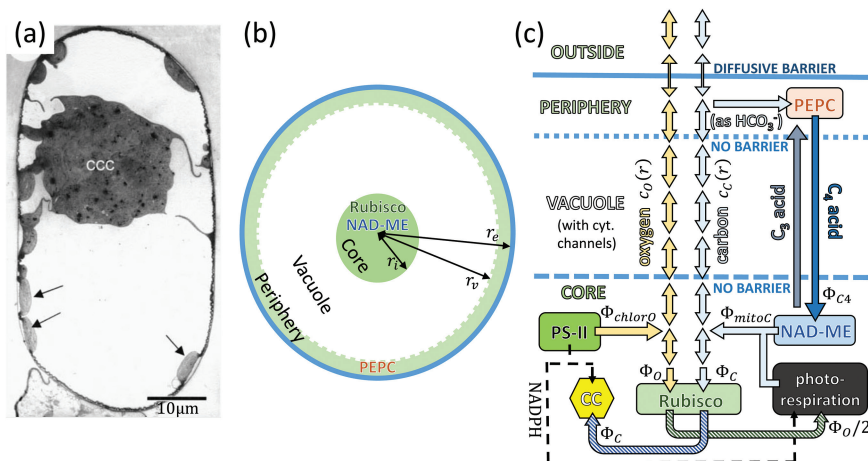 (a)
CCC
10μm
(b)
Rubisco
NAD-ME
Core
r_i
r_e
r_v
Vacuole
Periphery
PEPC
(c)
OUTSIDE
DIFFUSIVE BARRIER
PERIPHERY
PEPC
(as HCO₃⁻)
NO BARRIER
VACUOLE
(with cyt.
channels)
oxygen c_O(r)
carbon c_C(r)
C₃ acid
C₄ acid
NO BARRIER
CORE
Φ_chlorO
Φ_mitoC
Φ_C4
PS-II
NAD-ME
Φ_O
Φ_C
photo-
respiration
CC
Rubisco
NADPH
Φ_C
Φ_O/2